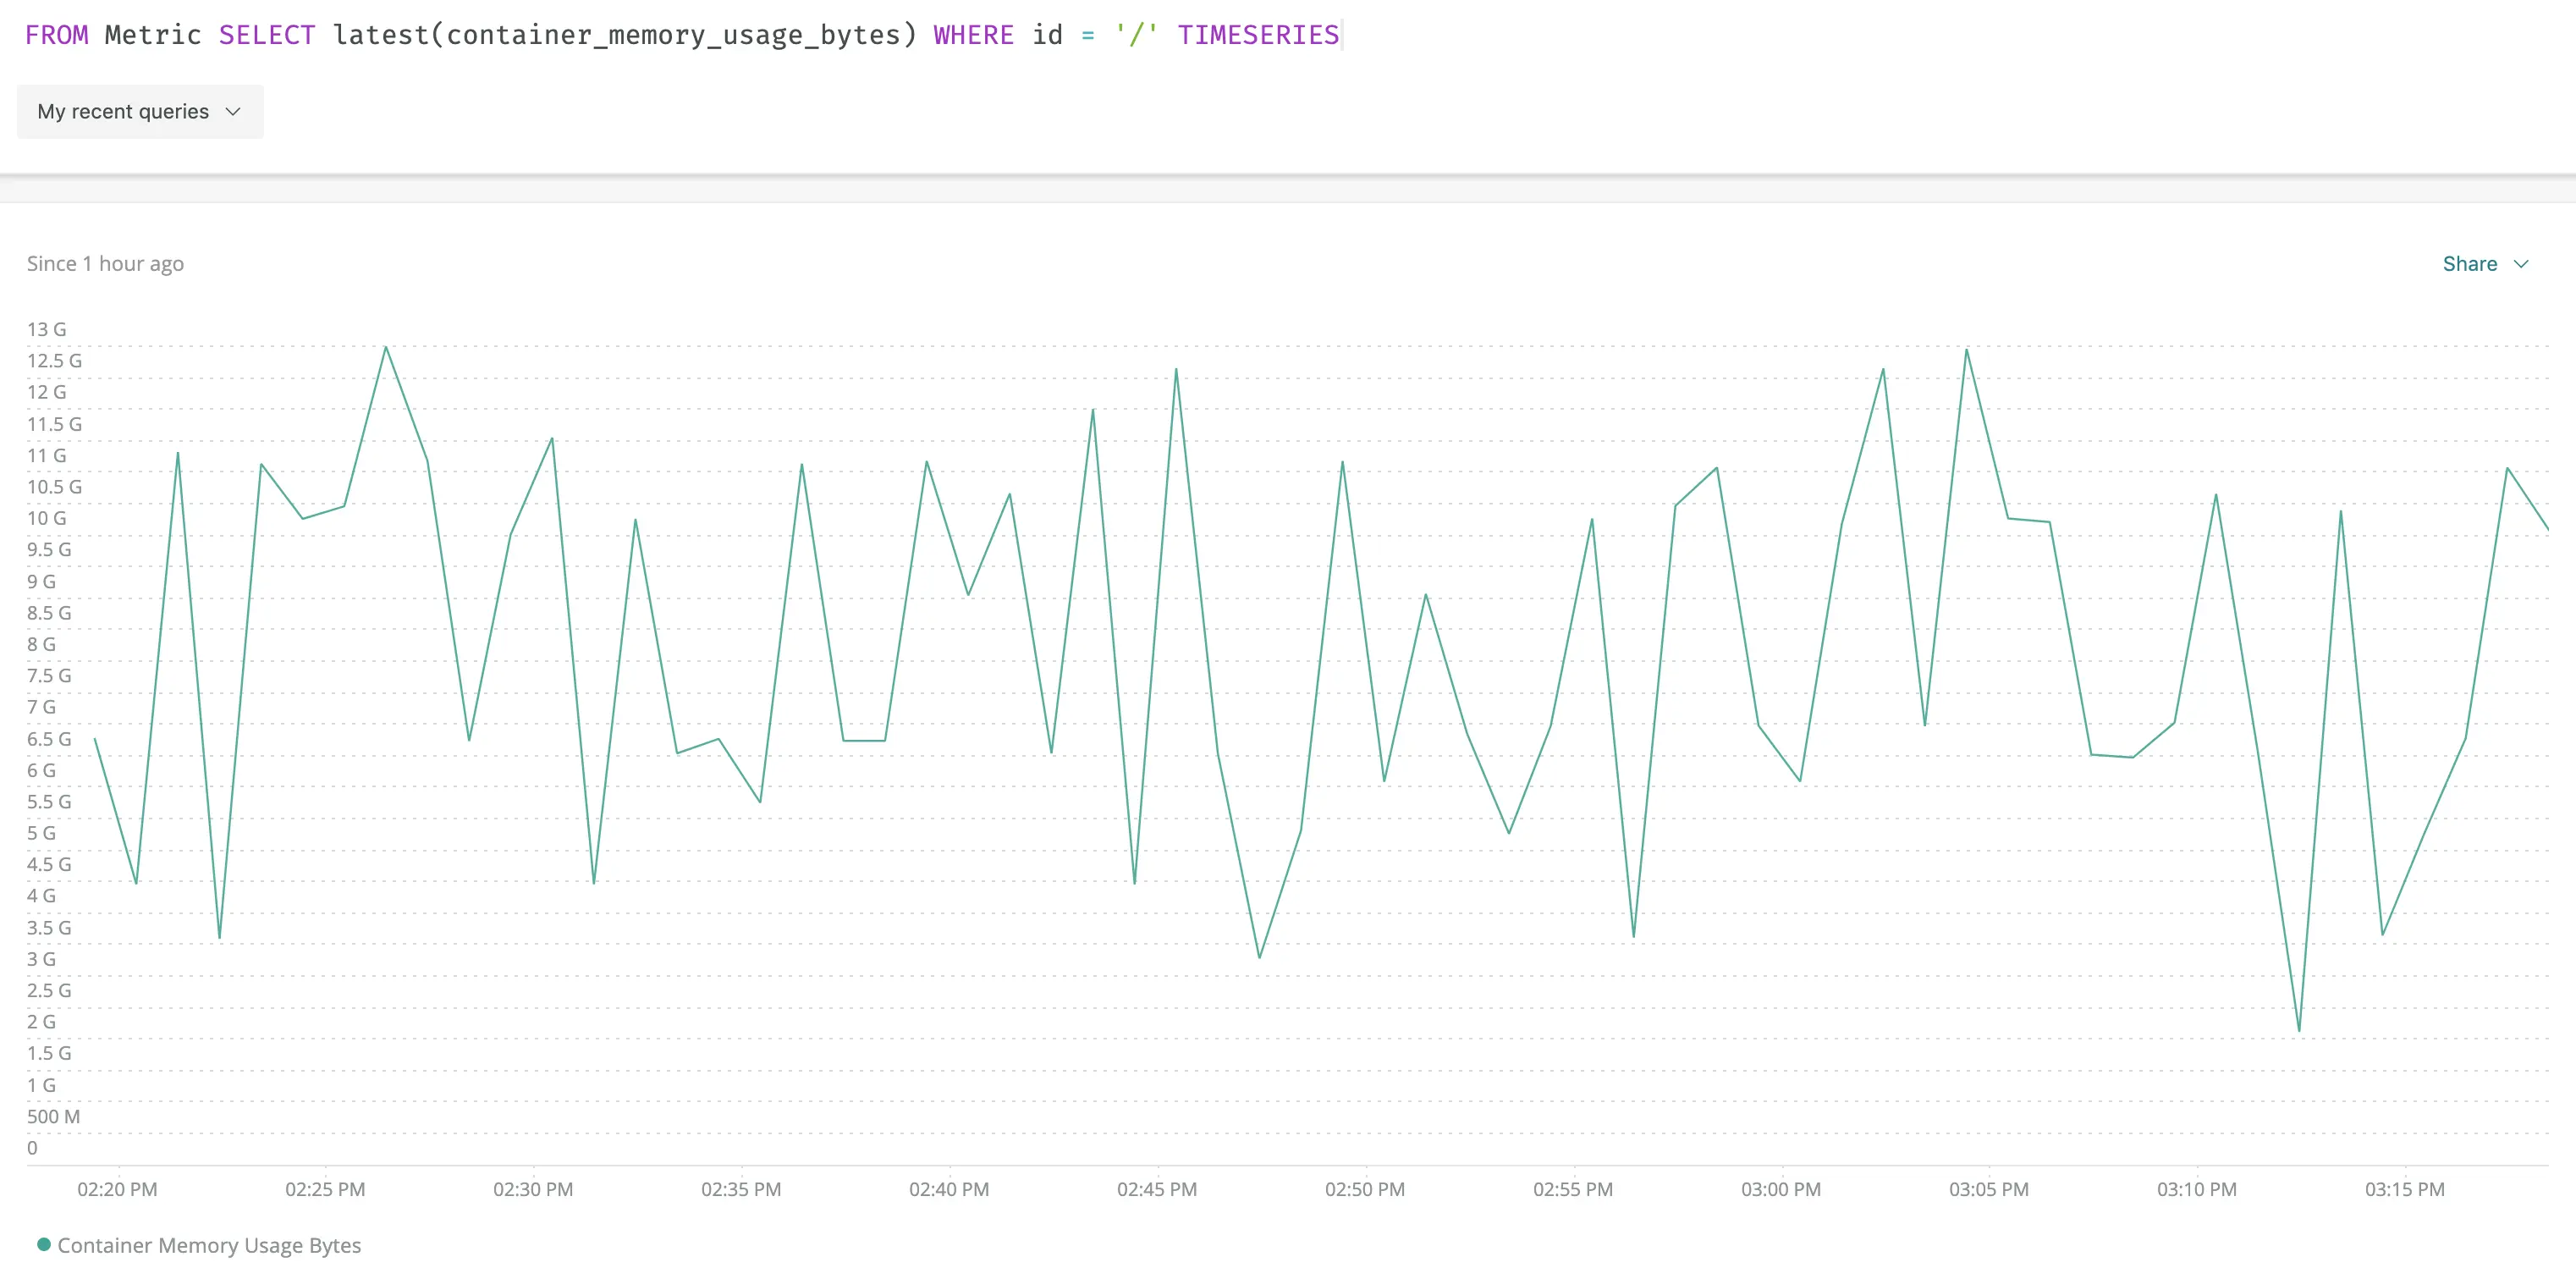 FROM Metric SELECT latest(container_memory_usage_bytes) WHERE id = '/' TIMESERIES
My recent queries
Since 1 hour ago
Share
13 G
12.5 G
12 G
11.5 G
11 G
10.5 G
10 G
9.5 G
9 G
8.5 G
8 G
7.5 G
7 G
6.5 G
6 G
5.5 G
5 G
4.5 G
4 G
3.5 G
3 G
2.5 G
2 G
1.5 G
1 G
500 M
0
02:20 PM 02:25 PM 02:30 PM 02:35 PM 02:40 PM 02:45 PM 02:50 PM 02:55 PM 03:00 PM 03:05 PM 03:10 PM 03:15 PM
Container Memory Usage Bytes